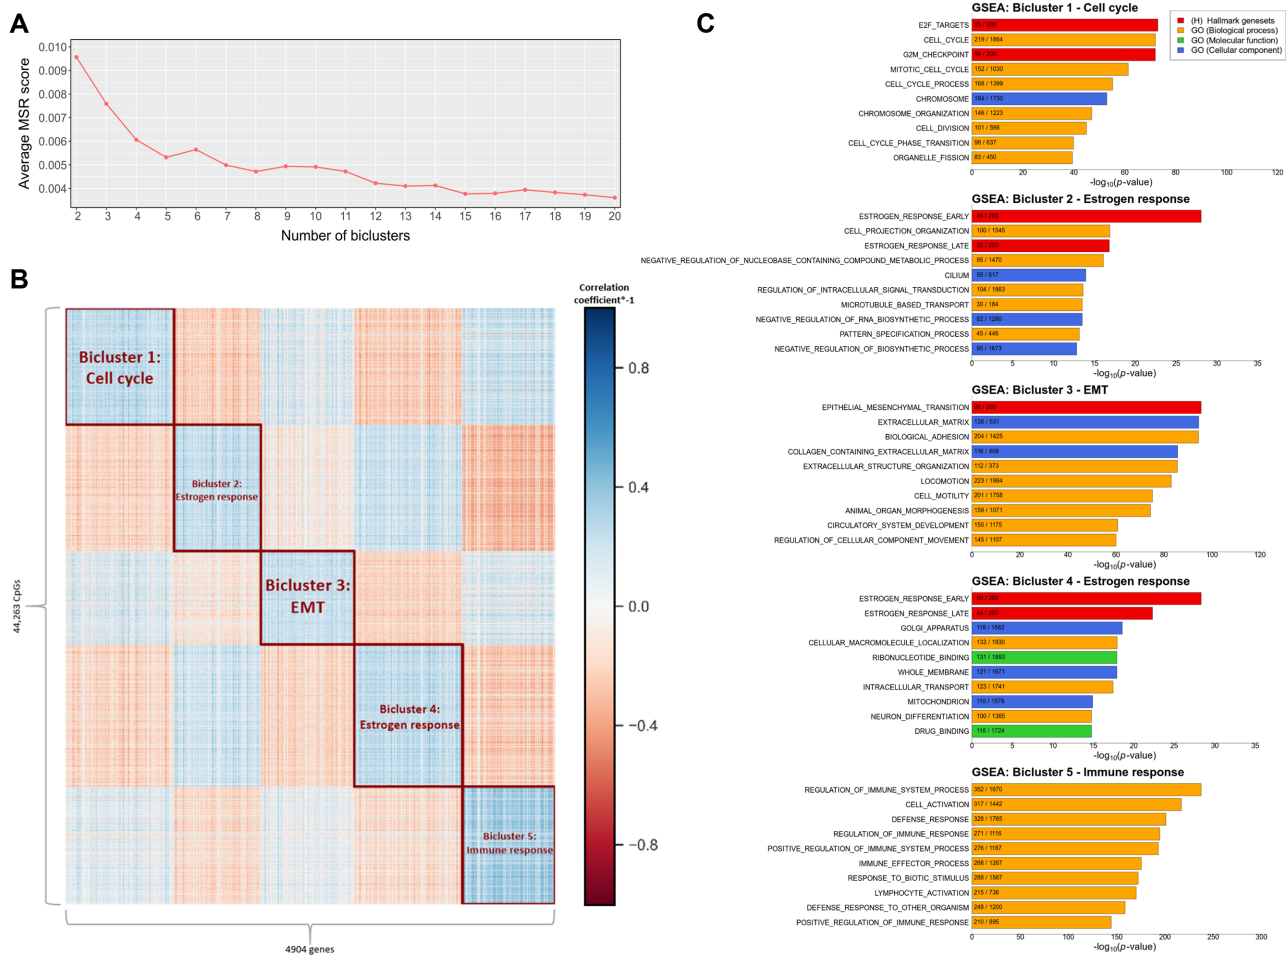 A
0.010
0.009
0.008
0.007
0.006
0.005
0.004
Average MSR score
2 3 4 5 6 7 8 9 10 11 12 13 14 15 16 17 18 19 20
Number of biclusters
B
Correlation
coefficient*-1
0.8
0.4
0.0
−0.4
−0.8
Bicluster 1:
Cell cycle
Bicluster 2:
Estrogen response
Bicluster 3:
EMT
Bicluster 4:
Estrogen response
Bicluster 5:
Immune response
44,263 CpGs
4904 genes
C
(H) Hallmark genesets
GO (Biological process)
GO (Molecular function)
GO (Cellular component)
GSEA: Bicluster 1 - Cell cycle
E2F_TARGETS
CELL_CYCLE 219 / 1864
G2M_CHECKPOINT
MITOTIC_CELL_CYCLE 152 / 1030
CELL_CYCLE_PROCESS 168 / 1399
CHROMOSOME 184 / 1730
CHROMOSOME_ORGANIZATION 146 / 1223
CELL_DIVISION 101 / 598
CELL_CYCLE_PHASE_TRANSITION 98 / 637
ORGANELLE_FISSION 83 / 450
0 20 40 60 80 100 120
-log10(p-value)
GSEA: Bicluster 2 - Estrogen response
ESTROGEN_RESPONSE_EARLY 46 / 200
CELL_PROJECTION_ORGANIZATION 100 / 1545
ESTROGEN_RESPONSE_LATE
NEGATIVE_REGULATION_OF_NUCLEOBASE_CONTAINING_COMPOUND_METABOLIC_PROCESS 95 / 1470
CILIUM 55 / 617
REGULATION_OF_INTRACELLULAR_SIGNAL_TRANSDUCTION 104 / 1863
MICROTUBULE_BASED_TRANSPORT 30 / 184
NEGATIVE_REGULATION_OF_RNA_BIOSYNTHETIC_PROCESS 82 / 1280
PATTERN_SPECIFICATION_PROCESS 45 / 446
NEGATIVE_REGULATION_OF_BIOSYNTHETIC_PROCESS 95 / 1673
0 5 10 15 20 25 30 35
-log10(p-value)
GSEA: Bicluster 3 - EMT
EPITHELIAL_MESENCHYMAL_TRANSITION
EXTRACELLULAR_MATRIX 136 / 531
BIOLOGICAL_ADHESION 204 / 1425
COLLAGEN_CONTAINING_EXTRACELLULAR_MATRIX 116 / 408
EXTRACELLULAR_STRUCTURE_ORGANIZATION 112 / 373
LOCOMOTION 223 / 1984
CELL_MOTILITY 201 / 1758
ANIMAL_ORGAN_MORPHOGENESIS 159 / 1071
CIRCULATORY_SYSTEM_DEVELOPMENT 150 / 1175
REGULATION_OF_CELLULAR_COMPONENT_MOVEMENT 145 / 1107
0 20 40 60 80 100 120
-log10(p-value)
GSEA: Bicluster 4 - Estrogen response
ESTROGEN_RESPONSE_EARLY 50 / 200
ESTROGEN_RESPONSE_LATE 44 / 200
GOLGI_APPARATUS 118 / 1562
CELLULAR_MACROMOLECULE_LOCALIZATION 133 / 1930
RIBONUCLEOTIDE_BINDING 131 / 1893
WHOLE_MEMBRANE 121 / 1671
INTRACELLULAR_TRANSPORT 123 / 1741
MITOCHONDRION 110 / 1576
NEURON_DIFFERENTIATION 100 / 1365
DRUG_BINDING 116 / 1724
0 5 10 15 20 25 30 35
-log10(p-value)
GSEA: Bicluster 5 - Immune response
REGULATION_OF_IMMUNE_SYSTEM_PROCESS 352 / 1670
CELL_ACTIVATION 317 / 1442
DEFENSE_RESPONSE 328 / 1765
REGULATION_OF_IMMUNE_RESPONSE 271 / 1116
POSITIVE_REGULATION_OF_IMMUNE_SYSTEM_PROCESS 276 / 1187
IMMUNE_EFFECTOR_PROCESS 268 / 1267
RESPONSE_TO_BIOTIC_STIMULUS 288 / 1567
LYMPHOCYTE_ACTIVATION 215 / 736
DEFENSE_RESPONSE_TO_OTHER_ORGANISM 248 / 1200
POSITIVE_REGULATION_OF_IMMUNE_RESPONSE 210 / 895
0 50 100 150 200 250 300
-log10(p-value)